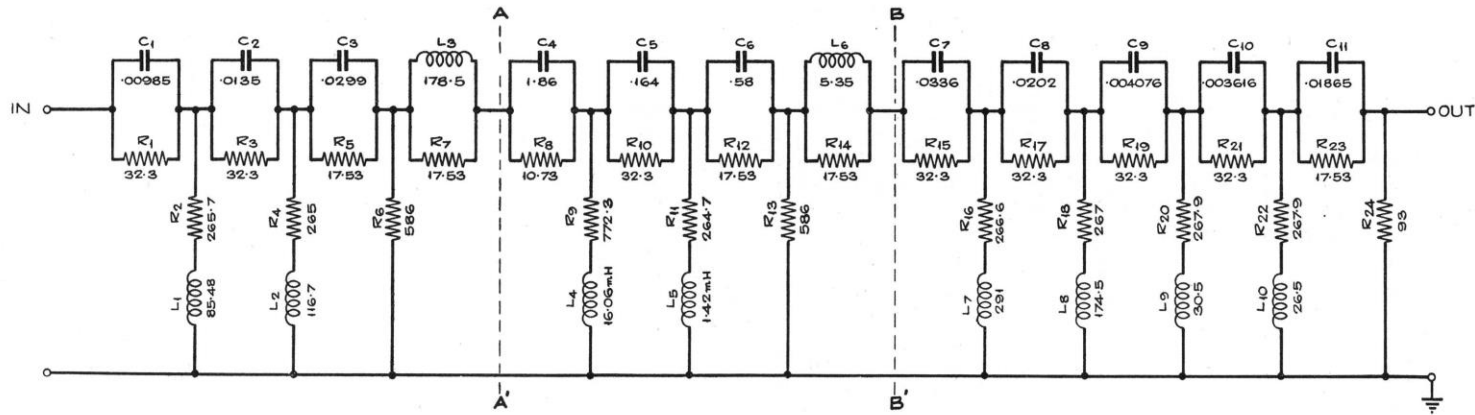 A
B
C1
.00985
C2
.0135
C3
.0299
L3
178.5
C4
1.86
C5
.164
C6
.58
L6
5.35
C7
.0336
C8
.0202
C9
.004076
C10
.003616
C11
.01865
IN
OUT
R1
32.3
R3
32.3
R5
17.53
R7
17.53
R8
10.73
R10
32.3
R12
17.53
R14
17.53
R15
32.3
R17
32.3
R19
32.3
R21
32.3
R23
17.53
R2
265.7
R4
265
R6
586
R9
772.3
R11
264.7
R13
586
R16
266.6
R18
267
R20
267.9
R22
267.9
R24
93
L1
85.48
L2
116.7
L4
16.06mH
L5
1.42mH
L7
291
L8
174.5
L9
30.5
L10
26.5
A'
B'